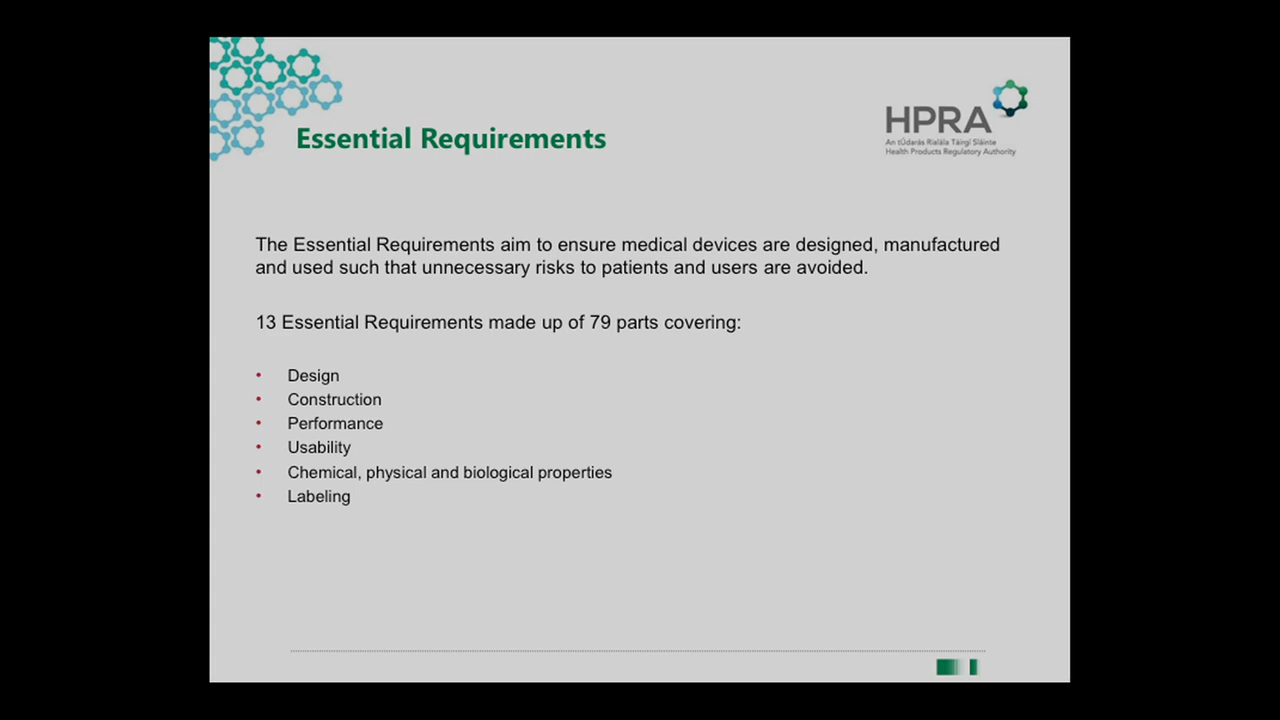 Essential Requirements
HPRA
An tÚdarás Rialála Táirgí Sláinte
Health Products Regulatory Authority
The Essential Requirements aim to ensure medical devices are designed, manufactured
and used such that unnecessary risks to patients and users are avoided.
13 Essential Requirements made up of 79 parts covering:
• Design
• Construction
• Performance
• Usability
• Chemical, physical and biological properties
• Labeling